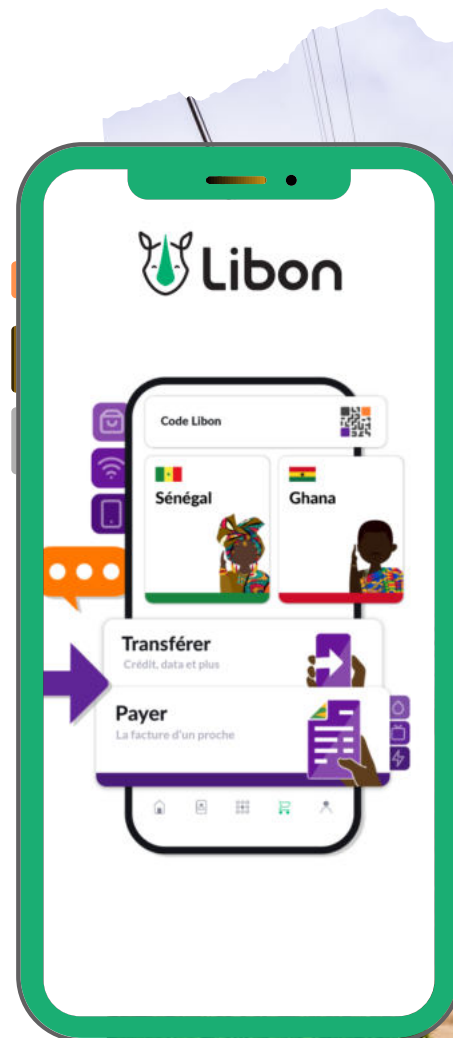 Libon
Code Libon
Sénégal
Ghana
Transférer
Crédit, data et plus
Payer
La facture d'un proche